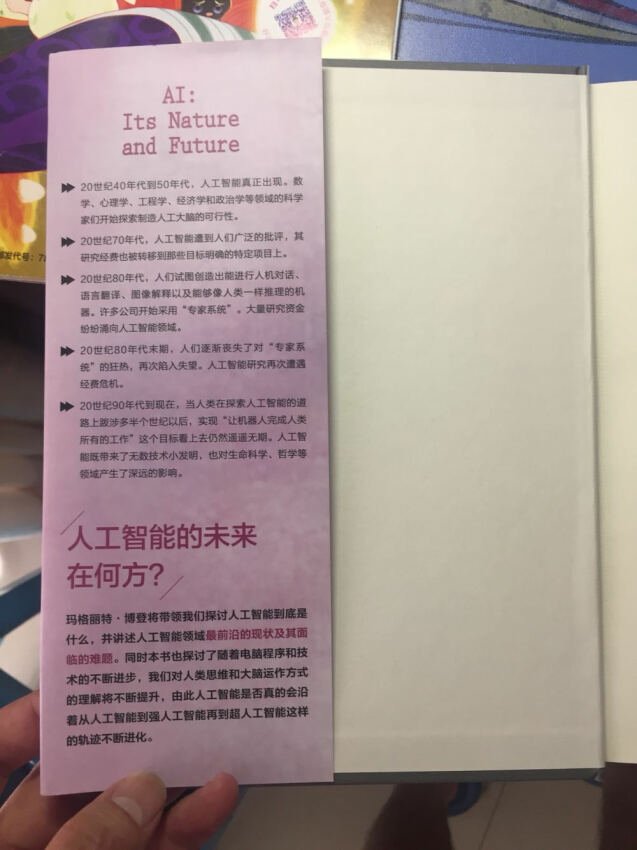 AI:
Its Nature
and Future
20世纪40年代到50年代，人工智能真正出现。数
学、心理学、工程学、经济学和政治学等领域的科学
家们开始探索制造人工大脑的可行性。
20世纪70年代，人工智能遭到人们广泛的批评，其
研究经费也被转移到那些目标明确的特定项目上。
20世纪80年代，人们试图创造出能进行人机对话、
语言翻译、图像解释以及能够像人类一样推理的机
器。许多公司开始采用“专家系统”。大量研究资金
纷纷涌向人工智能领域。
20世纪80年代末期，人们逐渐丧失了对“专家系
统”的狂热，再次陷入失望。人工智能研究再次遭遇
经费危机。
20世纪90年代到现在，当人类在探索人工智能的道
路上跋涉多半个世纪以后，实现“让机器人完成人类
所有的工作”这个目标看上去仍然遥遥无期。人工智
能既带来了无数技术小发明，也对生命科学、哲学等
领域产生了深远的影响。
人工智能的未来
在何方？
玛格丽特·博登将带领我们探讨人工智能到底是
什么，并讲述人工智能领域最前沿的现状及其面
临的难题。同时本书也探讨了随着电脑程序和技
术的不断进步，我们对人类思维和大脑运作方式
的理解将不断提升，由此人工智能是否真的会沿
着从人工智能到强人工智能再到超人工智能这样
的轨迹不断进化。
发代号：7